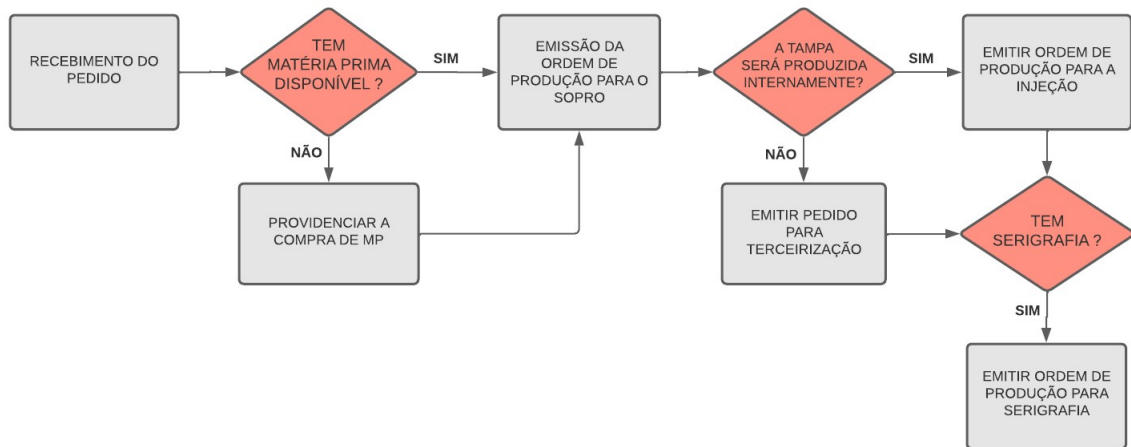 RECEBIMENTO DO
PEDIDO
TEM
MATÉRIA PRIMA
DISPONÍVEL ?
SIM
NÃO
PROVIDENCIAR A
COMPRA DE MP
EMISSÃO DA
ORDEM DE
PRODUÇÃO PARA O
SOPRO
A TAMPA
SERÁ PRODUZIDA
INTERNAMENTE?
SIM
NÃO
EMITIR PEDIDO
PARA
TERCEIRIZAÇÃO
EMITIR ORDEM DE
PRODUÇÃO PARA A
INJEÇÃO
TEM
SERIGRAFIA ?
SIM
EMITIR ORDEM DE
PRODUÇÃO PARA
SERIGRAFIA